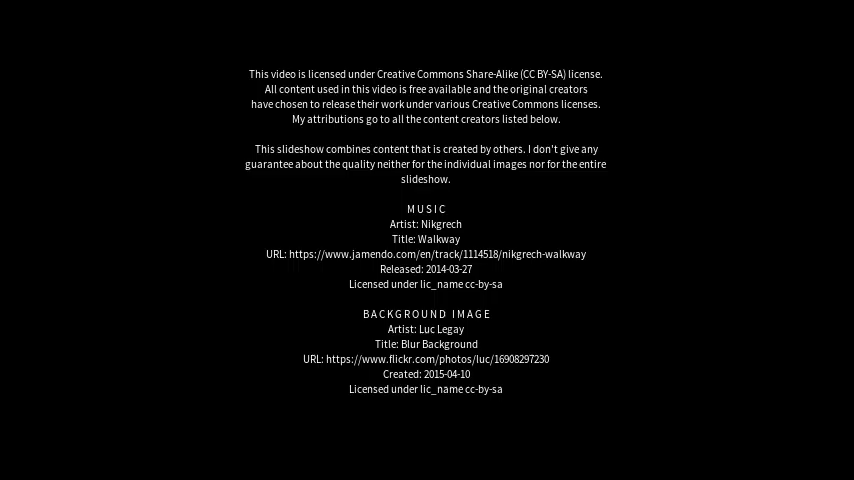 This video is licensed under Creative Commons Share-Alike (CC BY-SA) license.
All content used in this video is free available and the original creators
have chosen to release their work under various Creative Commons licenses.
My attributions go to all the content creators listed below.
This slideshow combines content that is created by others. I don't give any
guarantee about the quality neither for the individual images nor for the entire
slideshow.
MUSIC
Artist: Nikgrech
Title: Walkway
URL: https://www.jamendo.com/en/track/1114518/nikgrech-walkway
Released: 2014-03-27
Licensed under lic_name cc-by-sa
BACKGROUND IMAGE
Artist: Luc Legay
Title: Blur Background
URL: https://www.flickr.com/photos/luc/16908297230
Created: 2015-04-10
Licensed under lic_name cc-by-sa